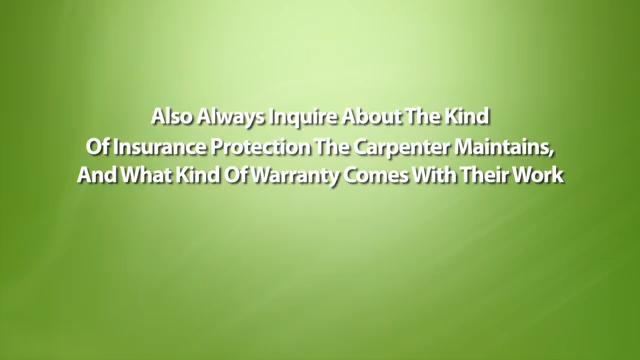 Also Always Inquire About The Kind
Of Insurance Protection The Carpenter Maintains,
And What Kind Of Warranty Comes With Their Work